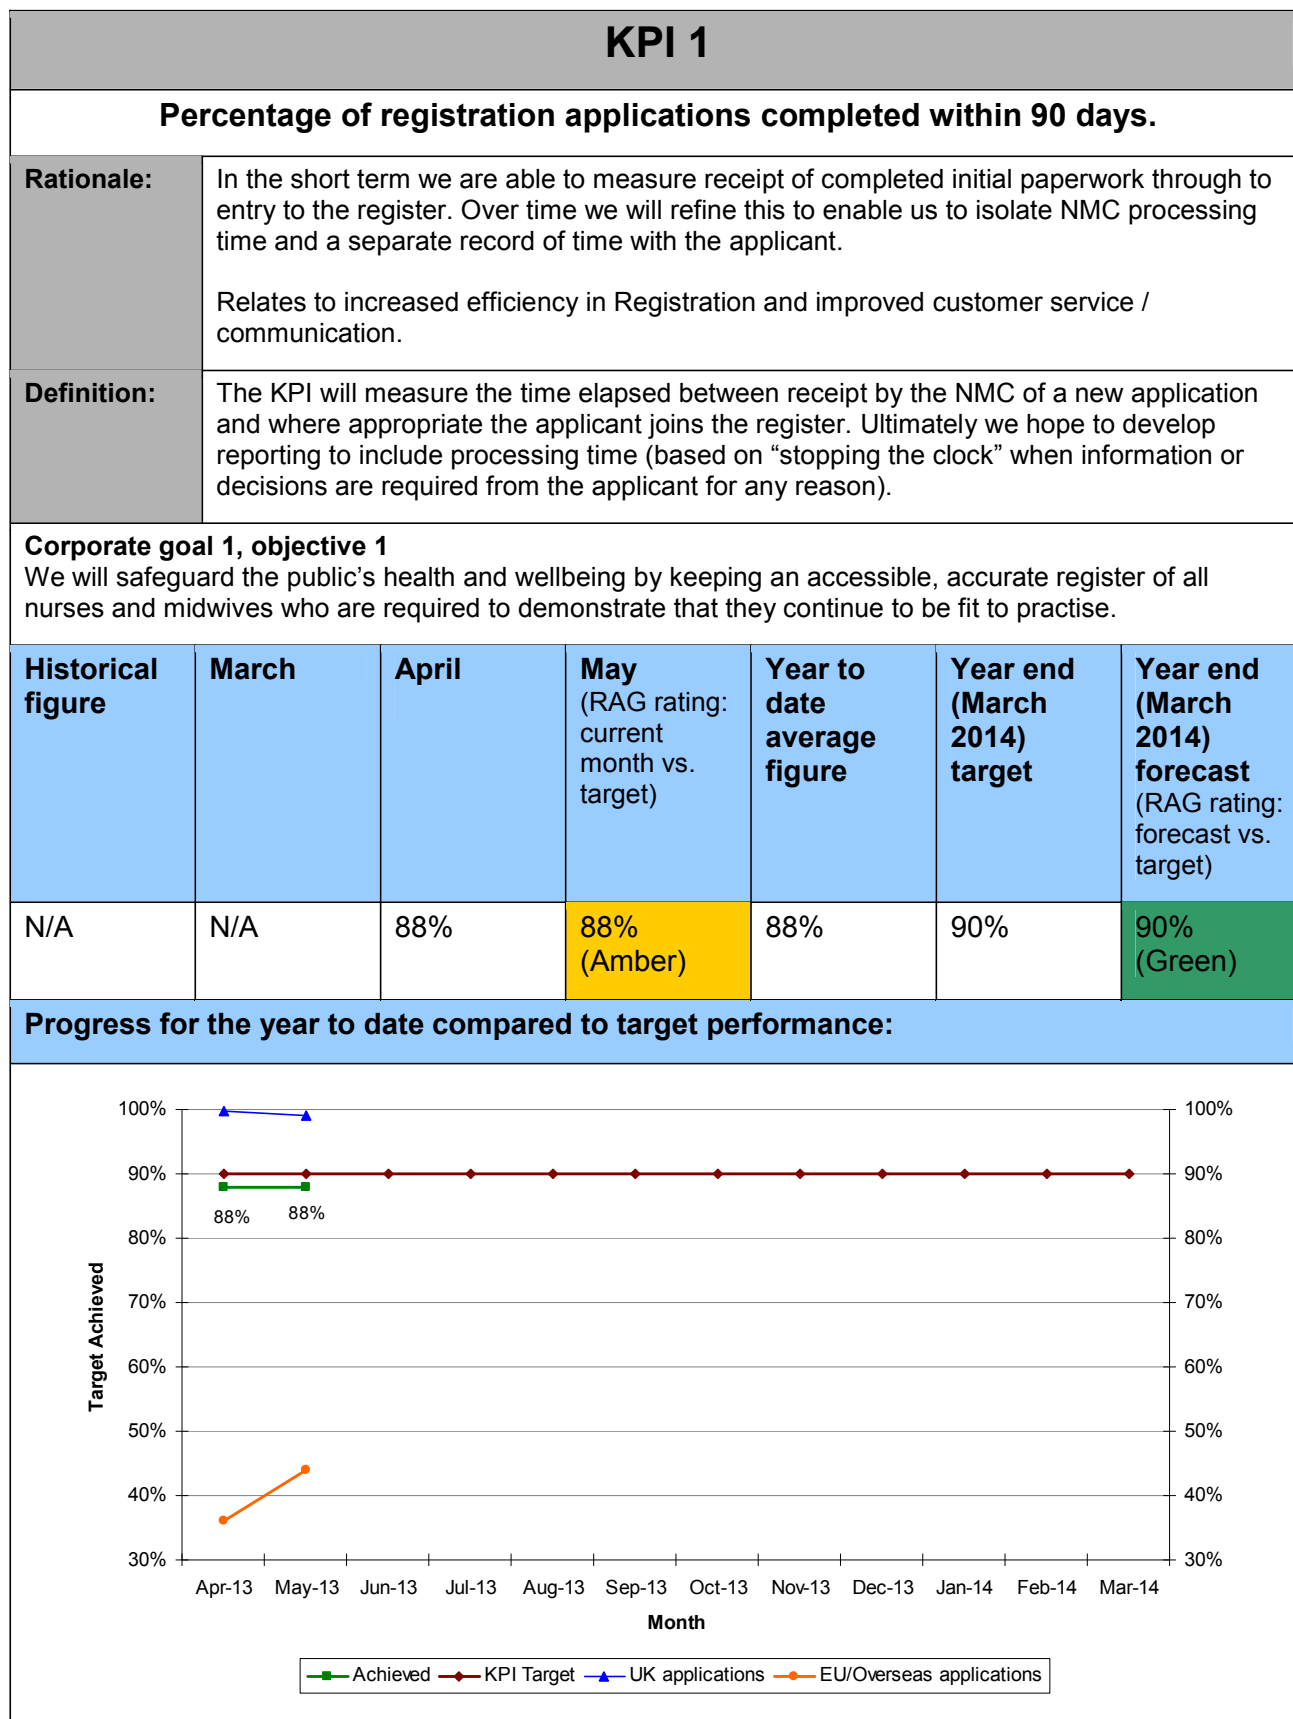 KPI 1
Percentage of registration applications completed within 90 days.
Rationale:
In the short term we are able to measure receipt of completed initial paperwork through to
entry to the register. Over time we will refine this to enable us to isolate NMC processing
time and a separate record of time with the applicant.
Relates to increased efficiency in Registration and improved customer service /
communication.
Definition:
The KPI will measure the time elapsed between receipt by the NMC of a new application
and where appropriate the applicant joins the register. Ultimately we hope to develop
reporting to include processing time (based on “stopping the clock” when information or
decisions are required from the applicant for any reason).
Corporate goal 1, objective 1
We will safeguard the public’s health and wellbeing by keeping an accessible, accurate register of all
nurses and midwives who are required to demonstrate that they continue to be fit to practise.
Historical
figure
March
April
May
(RAG rating:
current
month vs.
target)
Year to
date
average
figure
Year end
(March
2014)
target
Year end
(March
2014)
forecast
(RAG rating:
forecast vs.
target)
N/A
N/A
88%
88%
(Amber)
88%
90%
90%
(Green)
Progress for the year to date compared to target performance:
100%
90%
80%
70%
60%
50%
40%
30%
Target Achieved
88%
88%
100%
90%
80%
70%
60%
50%
40%
30%
Apr-13 May-13 Jun-13 Jul-13 Aug-13 Sep-13 Oct-13 Nov-13 Dec-13 Jan-14 Feb-14 Mar-14
Month
Achieved KPI Target UK applications EU/Overseas applications